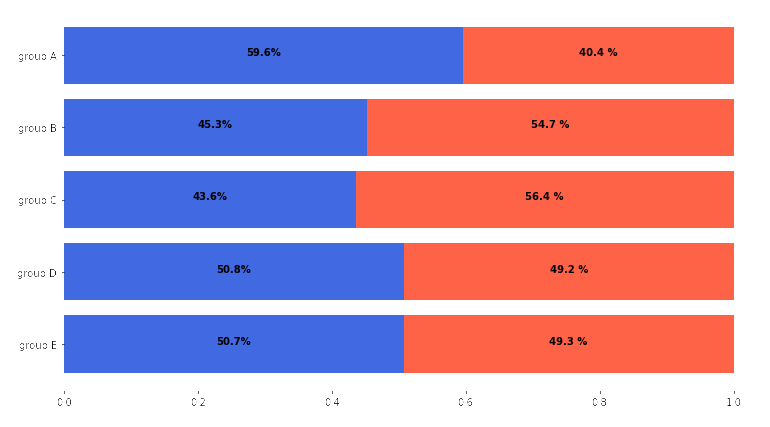 group A 59.6% 40.4 %
group B 45.3% 54.7 %
group C 43.6% 56.4 %
group D 50.8% 49.2 %
group E 50.7% 49.3 %
0.0 0.2 0.4 0.6 0.8 1.0